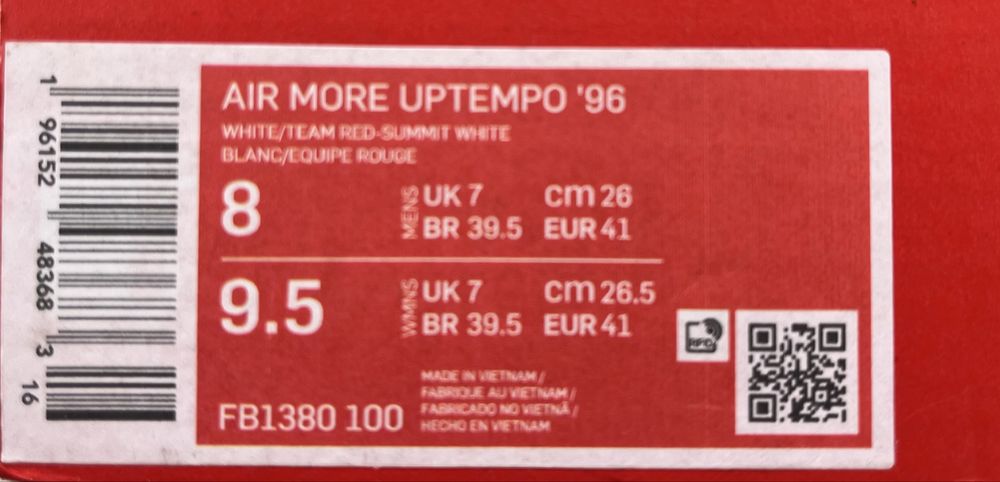 AIR MORE UPTEMPO '96
WHITE/TEAM RED-SUMMIT WHITE
BLANC/EQUIPE ROUGE
8 MENS UK 7 cm 26
BR 39.5 EUR 41
9.5 WMNS UK 7 cm 26.5
BR 39.5 EUR 41
RFID
MADE IN VIETNAM /
FABRIQUE AU VIETNAM /
FABRICADO NO VIETNÃ /
HECHO EN VIETNAM
FB1380 100
1 96152 48368 3 16